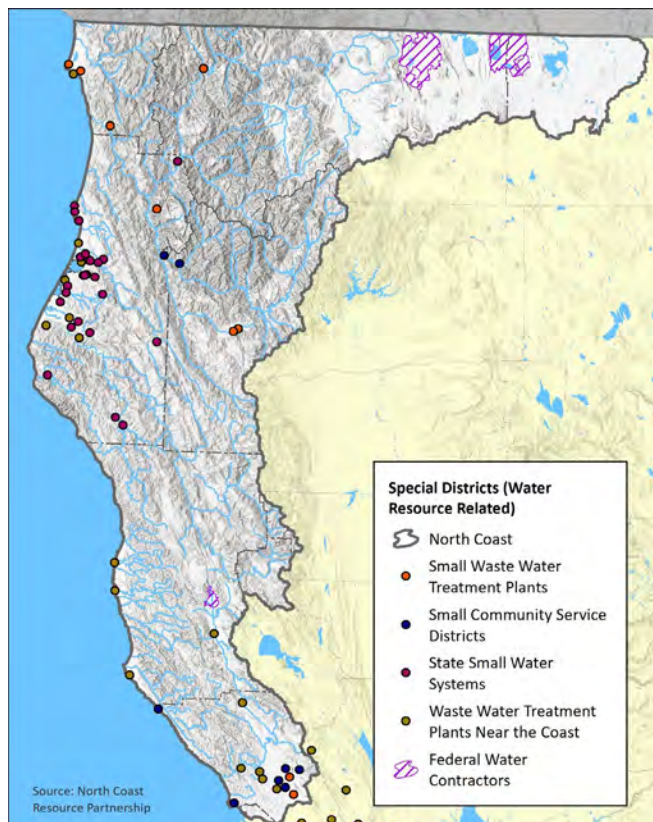 Special Districts (Water
Resource Related)
North Coast
Small Waste Water
Treatment Plants
Small Community Service
Districts
State Small Water
Systems
Waste Water Treatment
Plants Near the Coast
Federal Water
Contractors
Source: North Coast
Resource Partnership